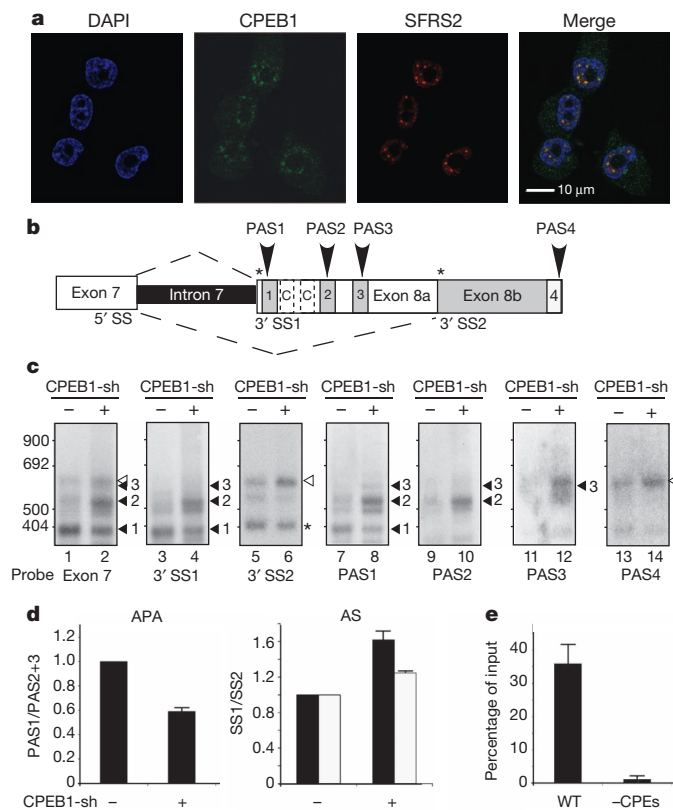 a
DAPI CPEB1 SFRS2 Merge
10 μm
b
PAS1 PAS2 PAS3 PAS4
* *
Exon 7 Intron 7 1 C C 2 3 Exon 8a Exon 8b 4
5′ SS 3′ SS1 3′ SS2
c
CPEB1-sh CPEB1-sh CPEB1-sh CPEB1-sh CPEB1-sh CPEB1-sh CPEB1-sh
– + – + – + – + – + – + – +
900
692
500
404
3 3 3 3 3
2 2 2 2
1 1 * 1
1 2 3 4 5 6 7 8 9 10 11 12 13 14
Probe Exon 7 3′ SS1 3′ SS2 PAS1 PAS2 PAS3 PAS4
d
APA
PAS1/PAS2+3
1.2
1.0
0.8
0.6
0.4
0.2
0
CPEB1-sh – +
AS
SS1/SS2
1.6
1.2
0.8
0.4
0
– +
e
Percentage of input
40
30
20
10
0
WT –CPEs